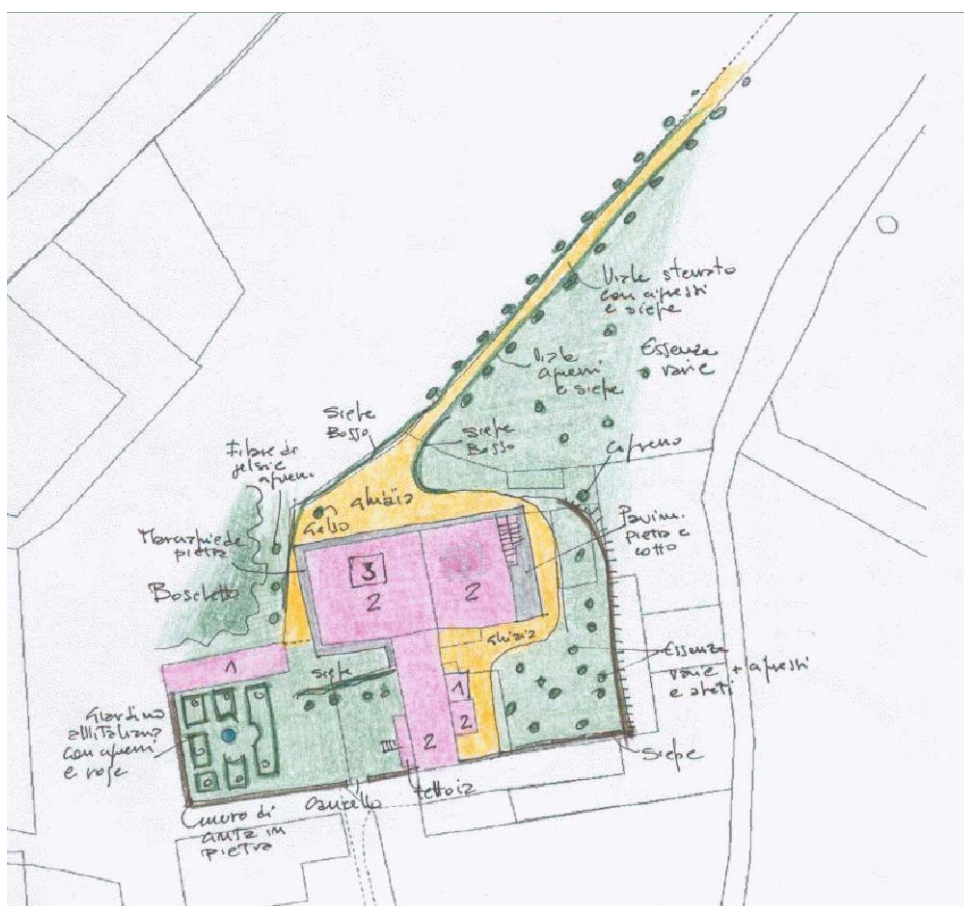 Viale sterrato
con cipressi
e siepe
Essenze
varie
Viale
cipressi
e siepe
Siepe
Bosso
Siepe
Bosso
Cipresso
Filare di
gelsi e
cipressi
Ghiaia
Gelso
Pavim.
pietra e
cotto
Marciapiede
pietra
3
2
2
Boschetto
Ghiaia
Essenze
varie + cipressi
e abeti
1
siepe
1
2
2
Giardino
all'italiana
con cipressi
e rose
Siepe
tettoia
Cancello
muro di
cinta in
pietra